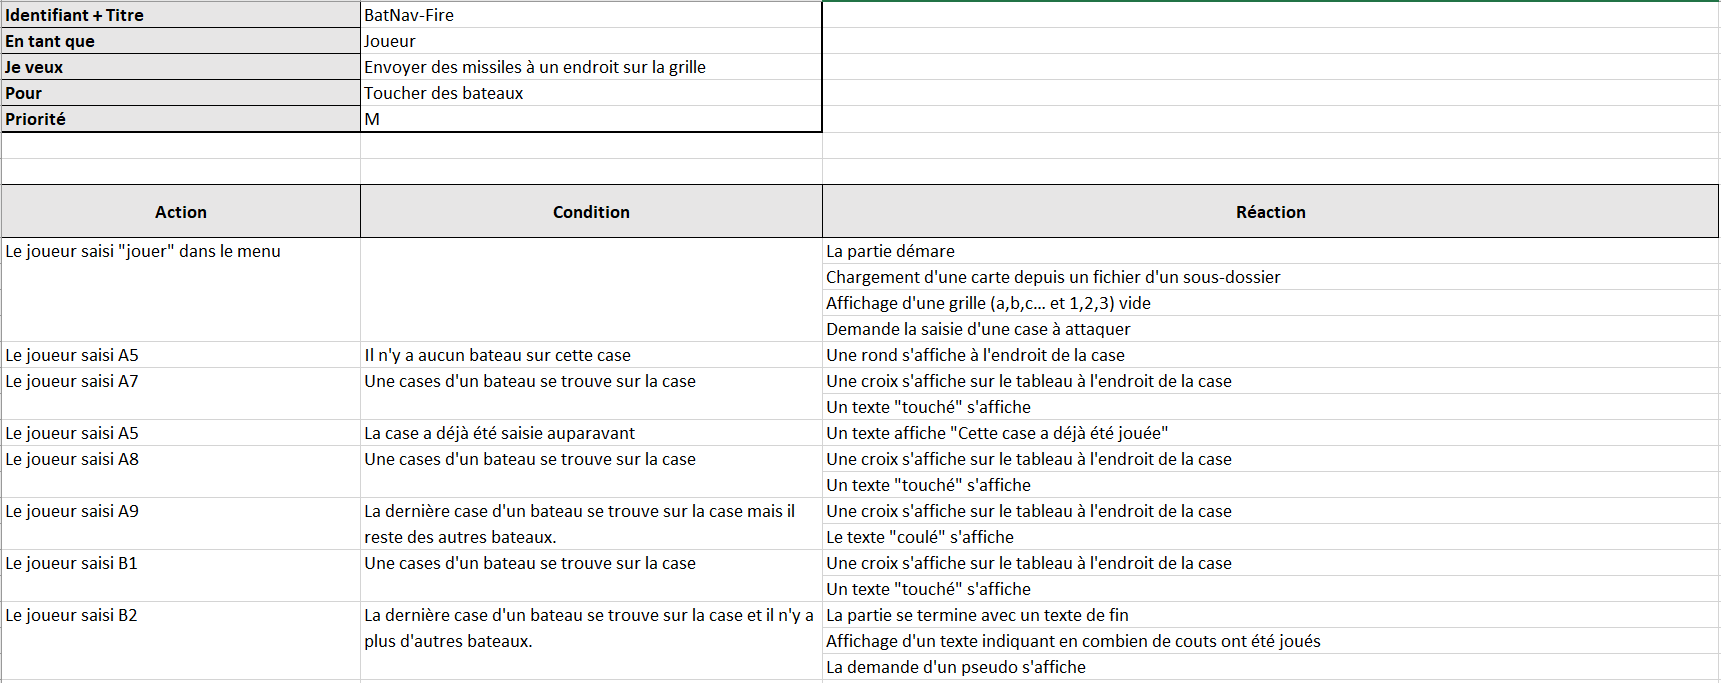 Identifiant + Titre BatNav-Fire
En tant que Joueur
Je veux Envoyer des missiles à un endroit sur la grille
Pour Toucher des bateaux
Priorité M
Action Condition Réaction
Le joueur saisi "jouer" dans le menu La partie démare
Chargement d'une carte depuis un fichier d'un sous-dossier
Affichage d'une grille (a,b,c... et 1,2,3) vide
Demande la saisie d'une case à attaquer
Le joueur saisi A5 Il n'y a aucun bateau sur cette case Une rond s'affiche à l'endroit de la case
Le joueur saisi A7 Une cases d'un bateau se trouve sur la case Une croix s'affiche sur le tableau à l'endroit de la case
Un texte "touché" s'affiche
Le joueur saisi A5 La case a déjà été saisie auparavant Un texte affiche "Cette case a déjà été jouée"
Le joueur saisi A8 Une cases d'un bateau se trouve sur la case Une croix s'affiche sur le tableau à l'endroit de la case
Un texte "touché" s'affiche
Le joueur saisi A9 La dernière case d'un bateau se trouve sur la case mais il Une croix s'affiche sur le tableau à l'endroit de la case
reste des autres bateaux. Le texte "coulé" s'affiche
Le joueur saisi B1 Une cases d'un bateau se trouve sur la case Une croix s'affiche sur le tableau à l'endroit de la case
Un texte "touché" s'affiche
Le joueur saisi B2 La dernière case d'un bateau se trouve sur la case et il n'y a La partie se termine avec un texte de fin
plus d'autres bateaux. Affichage d'un texte indiquant en combien de couts ont été joués
La demande d'un pseudo s'affiche